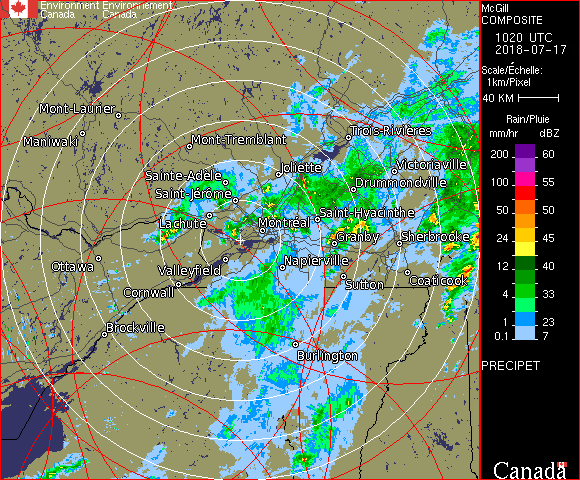 Environment Environnement
Canada Canada
McGill
COMPOSITE
1020 UTC
2018-07-17
Scale/Échelle:
1km/Pixel
40 KM
Rain/Pluie
mm/hr dBZ
200 60
100 55
50 50
24 45
12 40
8 33
4 30
1 23
0.1 7
PRECIPET
Mont-Laurier
Maniwaki
Mont-Tremblant
Trois-Rivières
Joliette
Victoriaville
Sainte-Adèle
Drummondville
Saint-Jérôme
Saint-Hyacinthe
Lachute
Montréal
Granby
Sherbrooke
Ottawa
Valleyfield
Napierville
Coaticook
Sutton
Cornwall
Brockville
Burlington
Canada